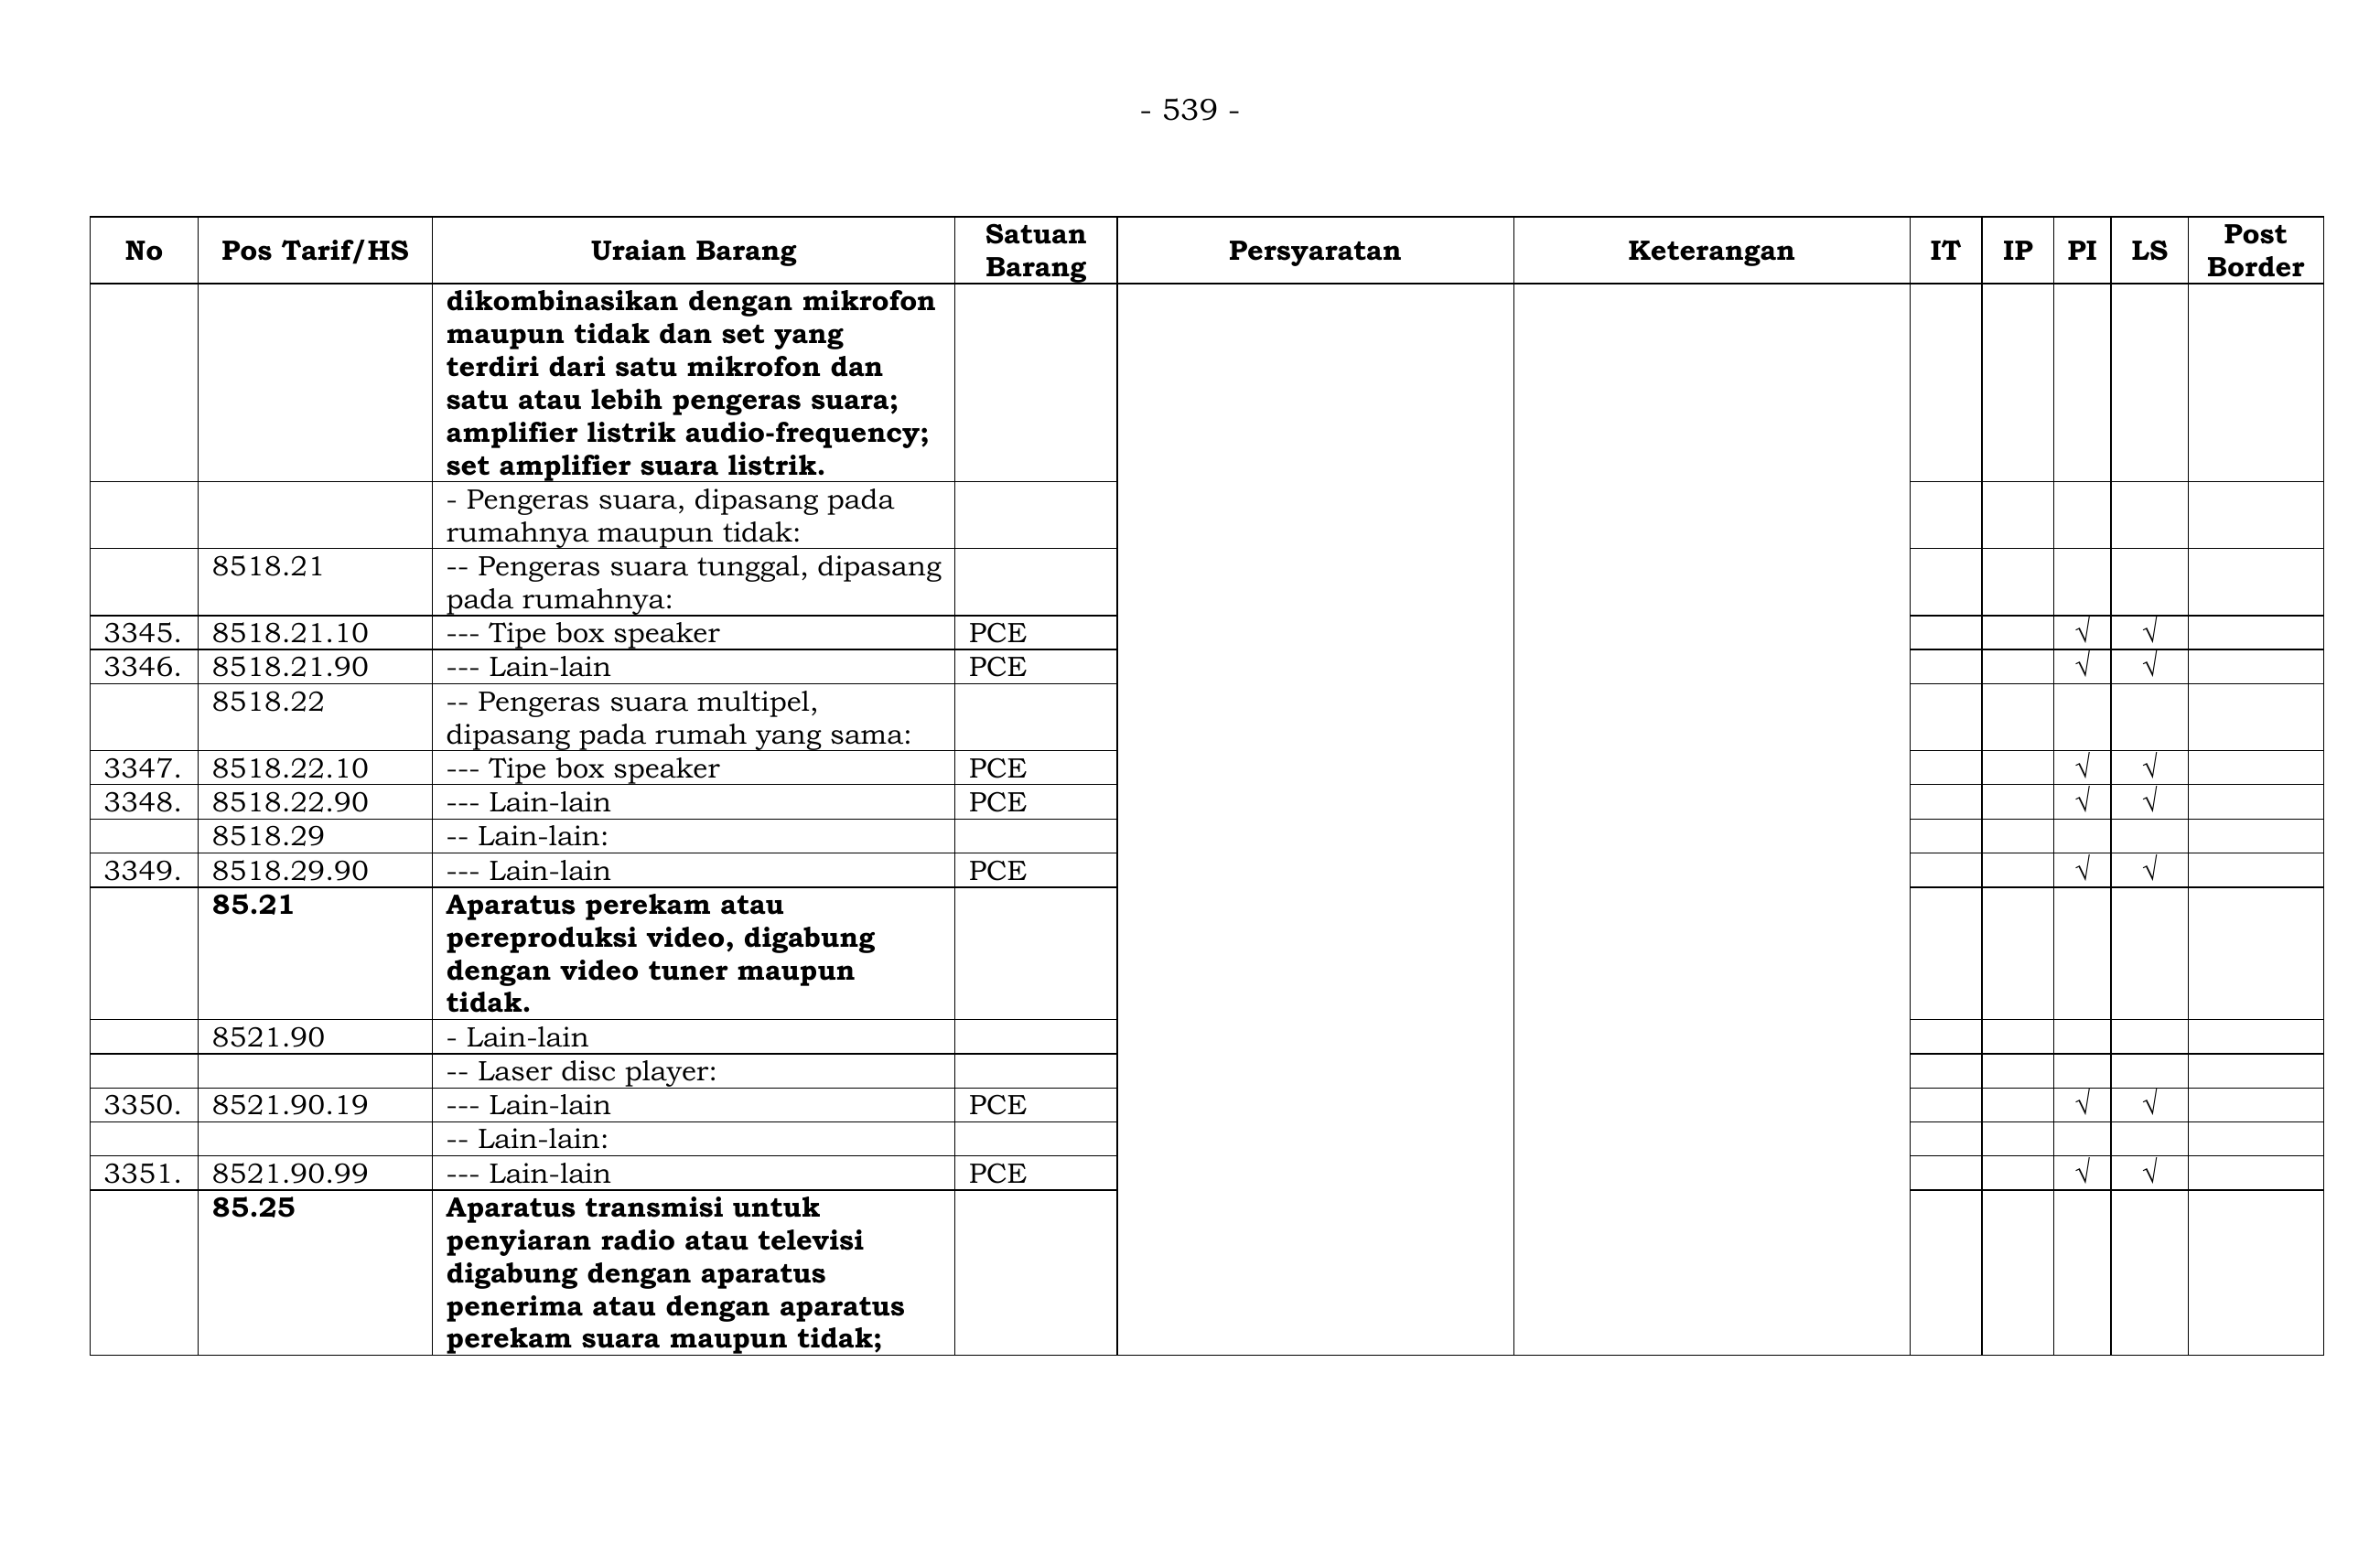 - 539 -
No Pos Tarif/HS Uraian Barang Satuan Barang Persyaratan Keterangan IT IP PI LS Post Border
dikombinasikan dengan mikrofon
maupun tidak dan set yang
terdiri dari satu mikrofon dan
satu atau lebih pengeras suara;
amplifier listrik audio-frequency;
set amplifier suara listrik.
- Pengeras suara, dipasang pada
rumahnya maupun tidak:
8518.21 -- Pengeras suara tunggal, dipasang
pada rumahnya:
3345. 8518.21.10 --- Tipe box speaker PCE √ √
3346. 8518.21.90 --- Lain-lain PCE √ √
8518.22 -- Pengeras suara multipel,
dipasang pada rumah yang sama:
3347. 8518.22.10 --- Tipe box speaker PCE √ √
3348. 8518.22.90 --- Lain-lain PCE √ √
8518.29 -- Lain-lain:
3349. 8518.29.90 --- Lain-lain PCE √ √
85.21 Aparatus perekam atau
pereproduksi video, digabung
dengan video tuner maupun
tidak.
8521.90 - Lain-lain
-- Laser disc player:
3350. 8521.90.19 --- Lain-lain PCE √ √
-- Lain-lain:
3351. 8521.90.99 --- Lain-lain PCE √ √
85.25 Aparatus transmisi untuk
penyiaran radio atau televisi
digabung dengan aparatus
penerima atau dengan aparatus
perekam suara maupun tidak;